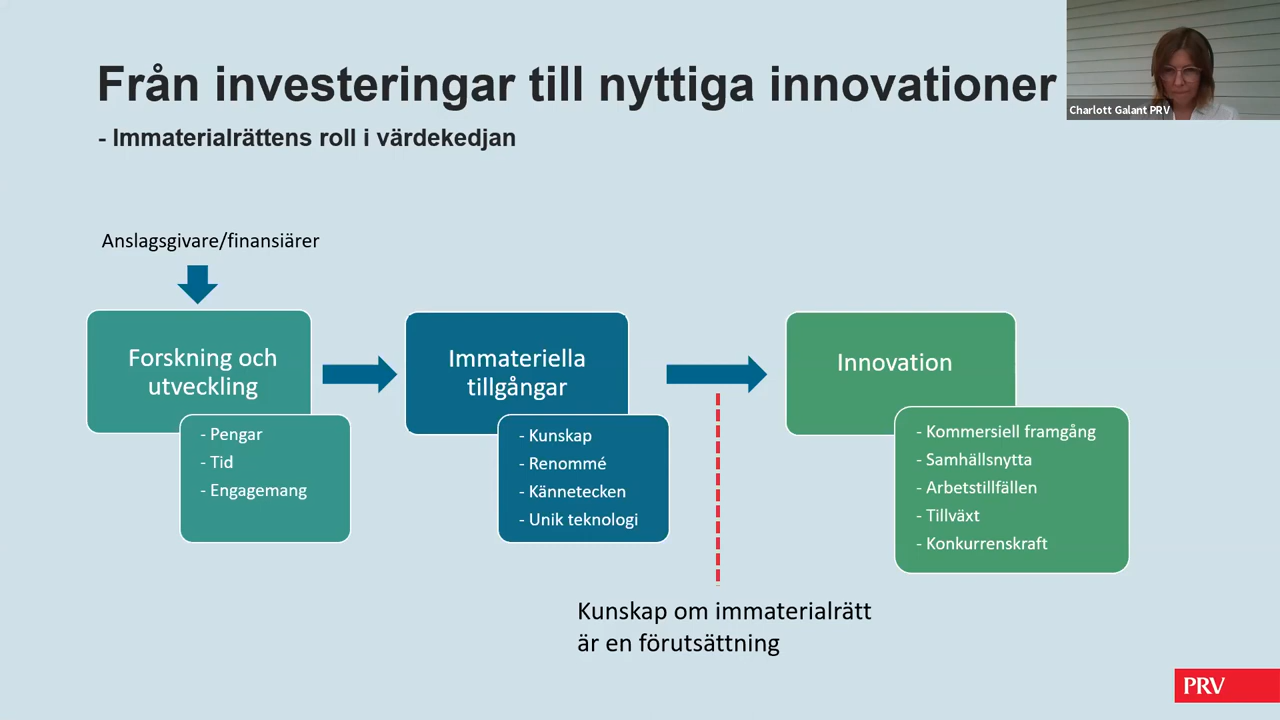 Från investeringar till nyttiga innovationer
- Immaterialrättens roll i värdekedjan
Charlott Galant PRV
Anslagsgivare/finansiärer
Forskning och
utveckling
- Pengar
- Tid
- Engagemang
Immateriella
tillgångar
- Kunskap
- Renommé
- Kännetecken
- Unik teknologi
Innovation
- Kommersiell framgång
- Samhällsnytta
- Arbetstillfällen
- Tillväxt
- Konkurrenskraft
Kunskap om immaterialrätt
är en förutsättning
PRV